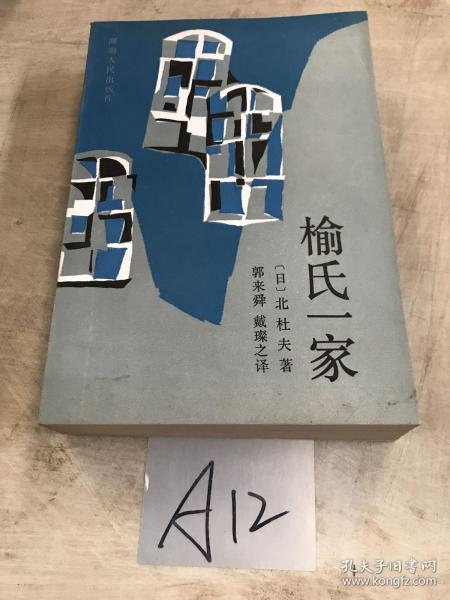 湖南人民出版社
榆氏一家
〔日〕北杜夫著
郭来舜 戴璨之译
A12
孔夫子旧书网
www.kongfz.com